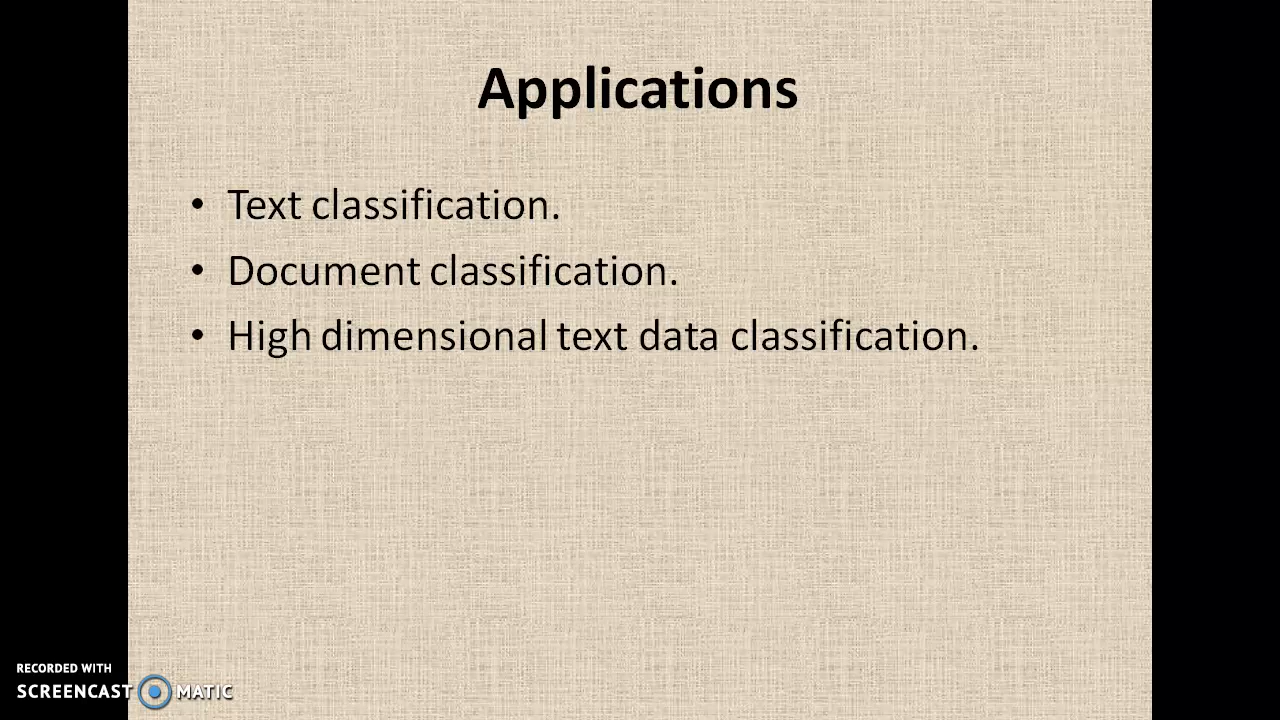 Applications
• Text classification.
• Document classification.
• High dimensional text data classification.
RECORDED WITH
SCREENCAST MATIC